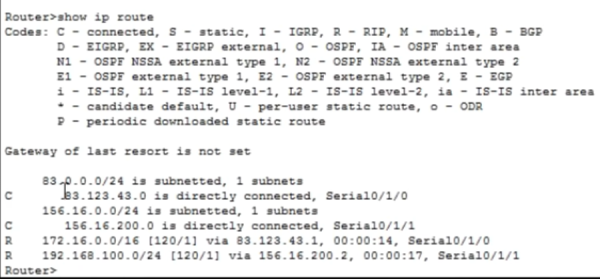 Router>show ip route
Codes: C - connected, S - static, I - IGRP, R - RIP, M - mobile, B - BGP
D - EIGRP, EX - EIGRP external, O - OSPF, IA - OSPF inter area
N1 - OSPF NSSA external type 1, N2 - OSPF NSSA external type 2
E1 - OSPF external type 1, E2 - OSPF external type 2, E - EGP
i - IS-IS, L1 - IS-IS level-1, L2 - IS-IS level-2, ia - IS-IS inter area
* - candidate default, U - per-user static route, o - ODR
P - periodic downloaded static route
Gateway of last resort is not set
83.0.0.0/24 is subnetted, 1 subnets
C 83.123.43.0 is directly connected, Serial0/1/0
156.16.0.0/24 is subnetted, 1 subnets
C 156.16.200.0 is directly connected, Serial0/1/1
R 172.16.0.0/16 [120/1] via 83.123.43.1, 00:00:14, Serial0/1/0
R 192.168.100.0/24 [120/1] via 156.16.200.2, 00:00:17, Serial0/1/1
Router>